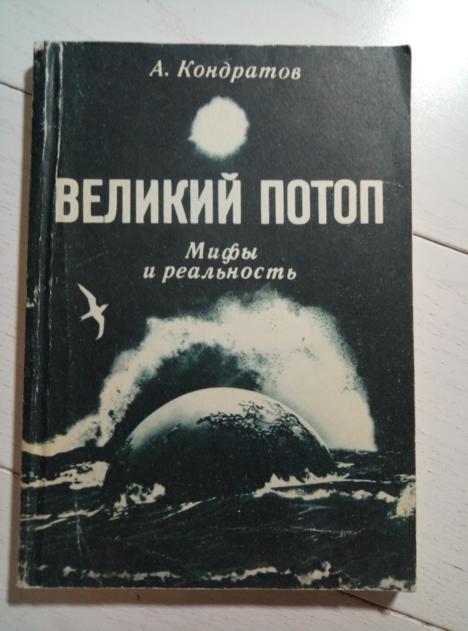 А. Кондратов
ВЕЛИКИЙ ПОТОП
Мифы
и реальность